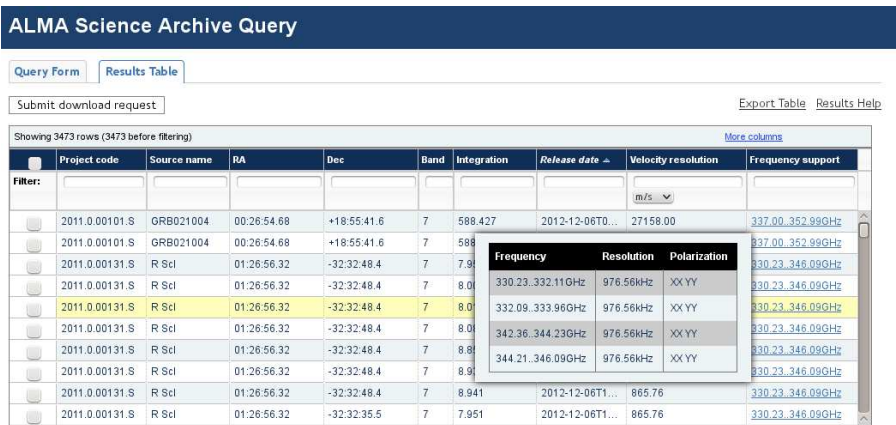 ALMA Science Archive Query
Query Form Results Table
Submit download request Export Table Results Help
Showing 3473 rows (3473 before filtering) More columns
Project code Source name RA Dec Band Integration Release date Velocity resolution Frequency support
Filter:
m/s
2011.0.00101.S GRB021004 00:26:54.68 +18:55:41.6 7 588.427 2012-12-06T0... 27158.00 337.00..352.99GHz
2011.0.00101.S GRB021004 00:26:54.68 +18:55:41.6 7 588 337.00..352.99GHz
2011.0.00131.S R Scl 01:26:56.32 -32:32:48.4 7 330.23..346.09GHz
2011.0.00131.S R Scl 01:26:56.32 -32:32:48.4 7 330.23..346.09GHz
2011.0.00131.S R Scl 01:26:56.32 -32:32:48.4 7 330.23..346.09GHz
2011.0.00131.S R Scl 01:26:56.32 -32:32:48.4 7 330.23..346.09GHz
2011.0.00131.S R Scl 01:26:56.32 -32:32:48.4 7 330.23..346.09GHz
2011.0.00131.S R Scl 01:26:56.32 -32:32:48.4 7 330.23..346.09GHz
2011.0.00131.S R Scl 01:26:56.32 -32:32:48.4 7 8.941 2012-12-06T1... 865.76 330.23..346.09GHz
2011.0.00131.S R Scl 01:26:56.32 -32:32:35.5 7 7.951 2012-12-06T1... 865.76 330.23..346.09GHz
Frequency Resolution Polarization
330.23..332.11GHz 976.56kHz XX YY
332.09..333.96GHz 976.56kHz XX YY
342.36..344.23GHz 976.56kHz XX YY
344.21..346.09GHz 976.56kHz XX YY